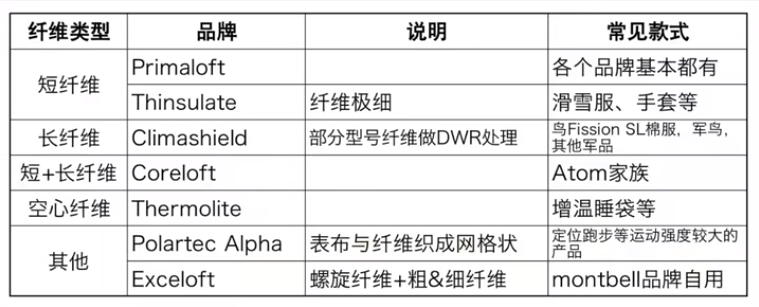 纤维类型 品牌 说明 常见款式
短纤维 Primaloft 各个品牌基本都有
Thinsulate 纤维极细 滑雪服、手套等
长纤维 Climashield 部分型号纤维做DWR处理 鸟Fission SL棉服，军鸟，
其他军品
短+长纤维 Coreloft Atom家族
空心纤维 Thermolite 增温睡袋等
其他 Polartec Alpha 表布与纤维织成网格状 定位跑步等运动强度较大的
产品
Exceloft 螺旋纤维+粗&细纤维 montbell品牌自用